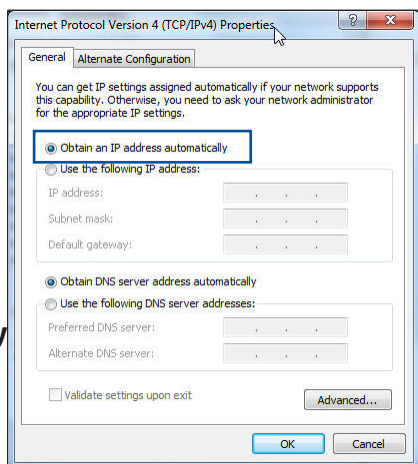 Internet Protocol Version 4 (TCP/IPv4) Properties
General
Alternate Configuration
You can get IP settings assigned automatically if your network supports
this capability. Otherwise, you need to ask your network administrator
for the appropriate IP settings.
Obtain an IP address automatically
Use the following IP address:
IP address:
Subnet mask:
Default gateway:
Obtain DNS server address automatically
Use the following DNS server addresses:
Preferred DNS server:
Alternate DNS server:
Validate settings upon exit
Advanced...
OK
Cancel